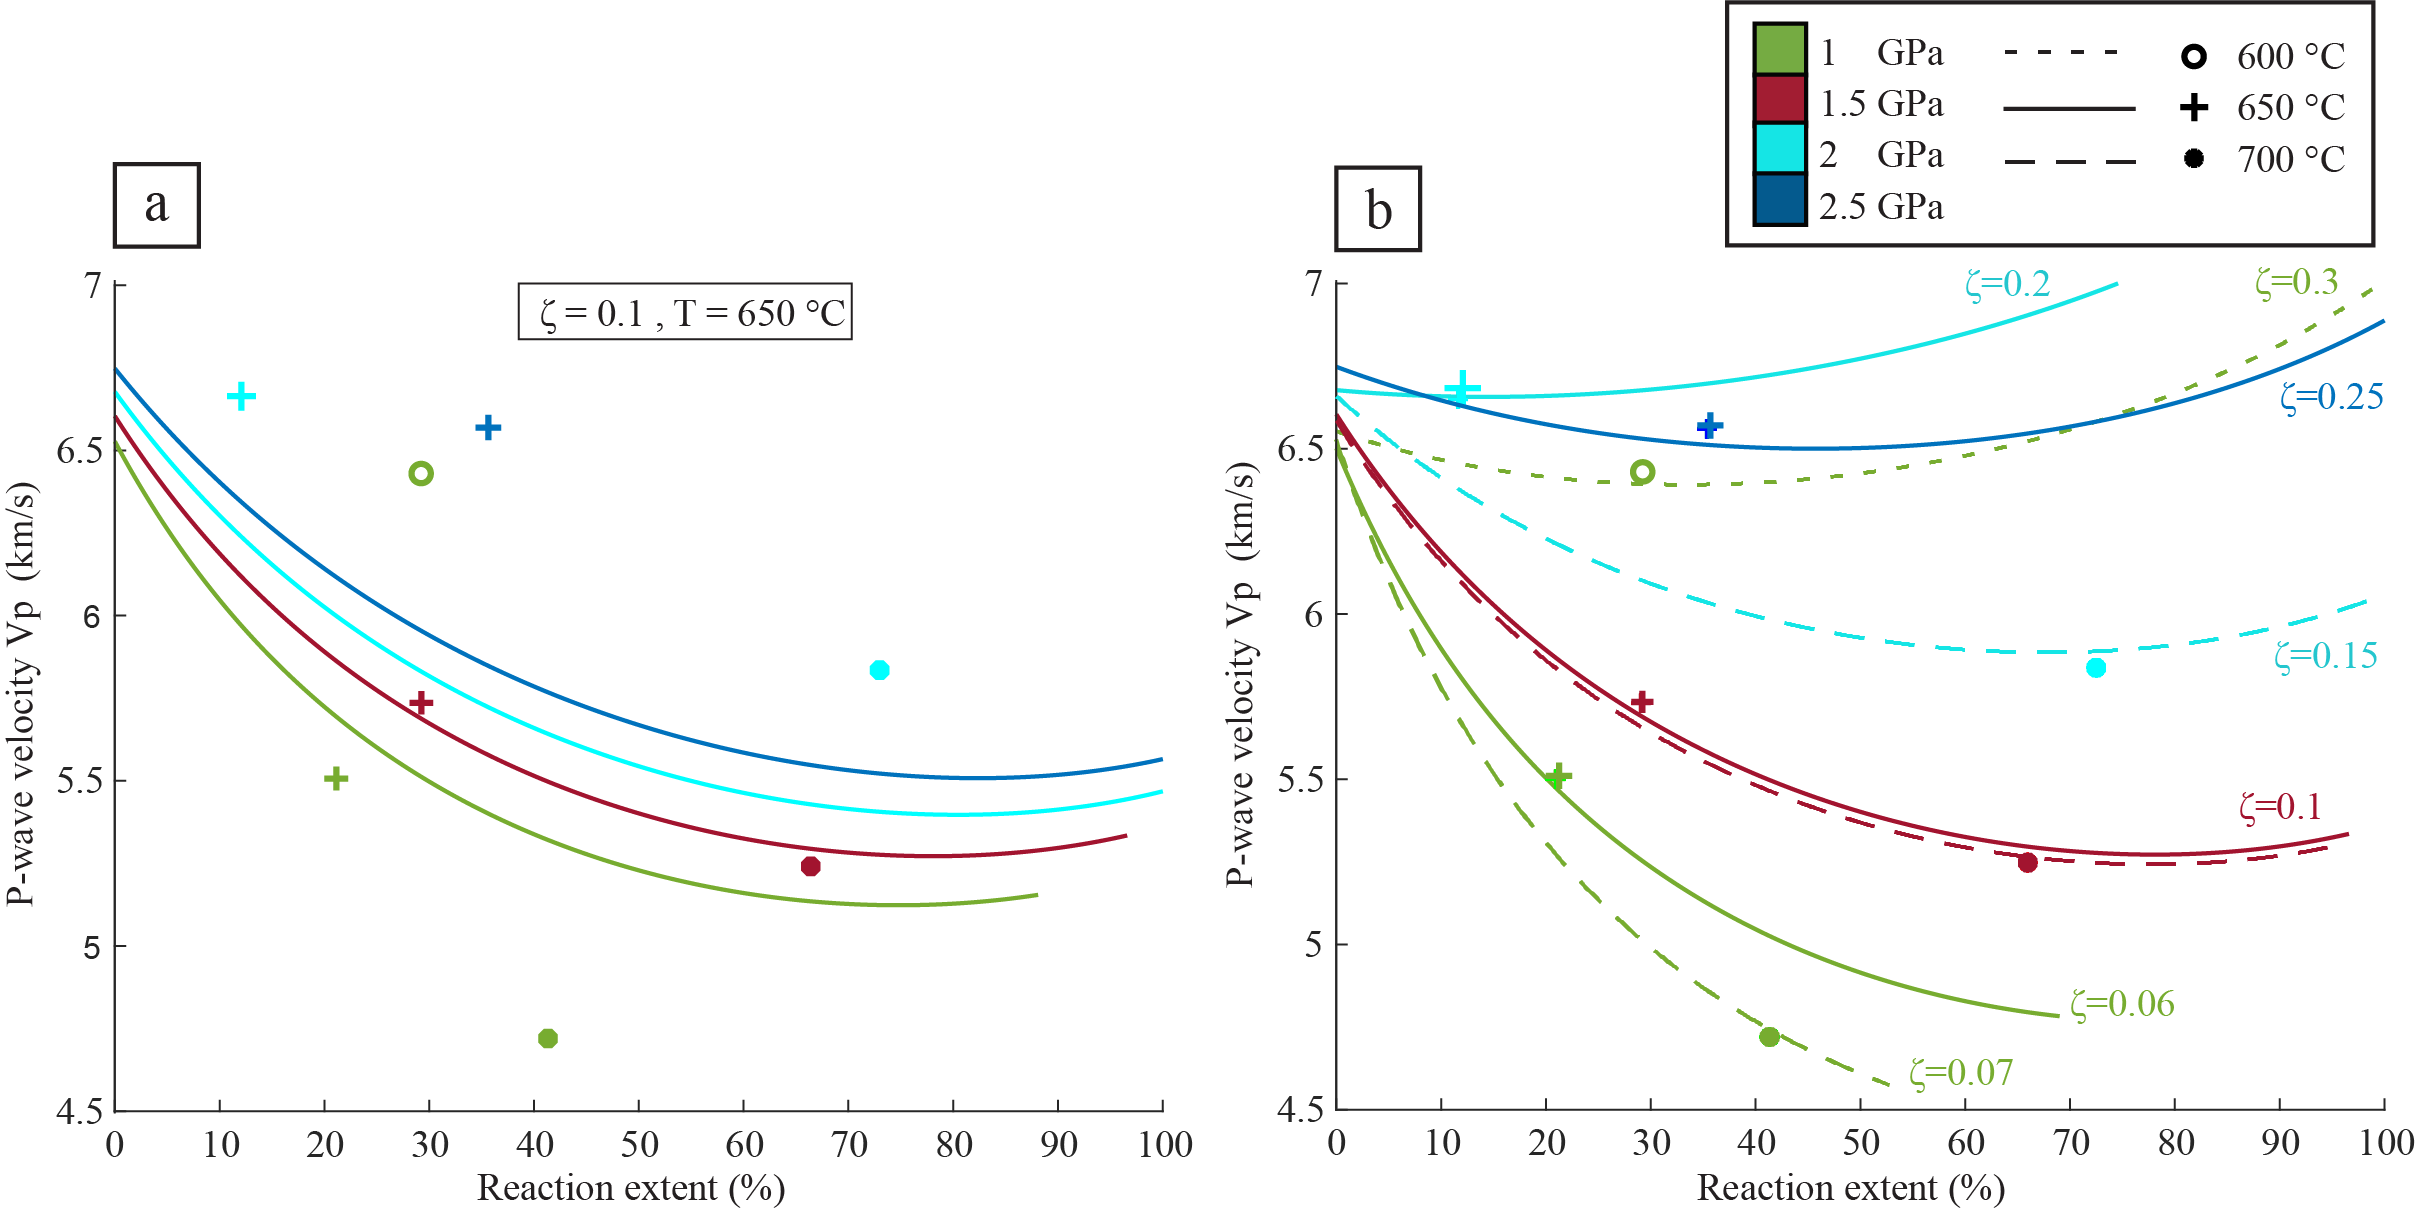 1 GPa 600 °C
1.5 GPa 650 °C
2 GPa 700 °C
2.5 GPa
a
ζ = 0.1 , T = 650 °C
7
6.5
6
5.5
5
4.5
0 10 20 30 40 50 60 70 80 90 100
P-wave velocity Vp (km/s)
Reaction extent (%)
b
7
6.5
6
5.5
5
4.5
0 10 20 30 40 50 60 70 80 90 100
P-wave velocity Vp (km/s)
Reaction extent (%)
ζ=0.2
ζ=0.3
ζ=0.25
ζ=0.15
ζ=0.1
ζ=0.06
ζ=0.07